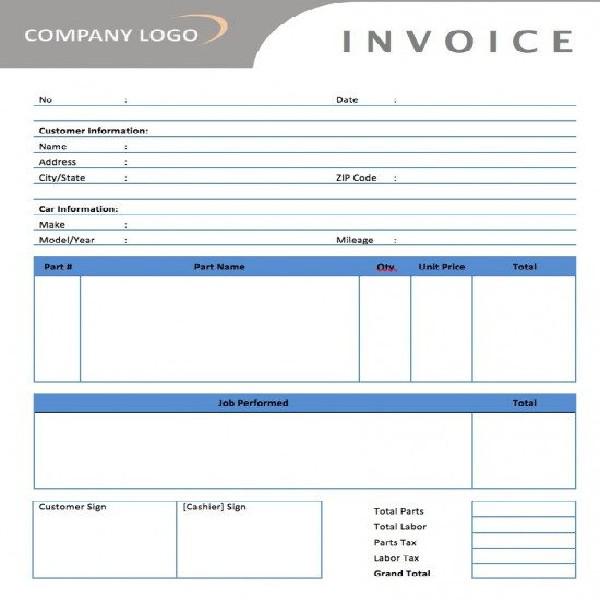 COMPANY LOGO
INVOICE
No : Date :
Customer Information:
Name :
Address :
City/State : ZIP Code :
Car Information:
Make :
Model/Year : Mileage :
Part # Part Name Qty. Unit Price Total
Job Performed Total
Customer Sign [Cashier] Sign
Total Parts
Total Labor
Parts Tax
Labor Tax
Grand Total